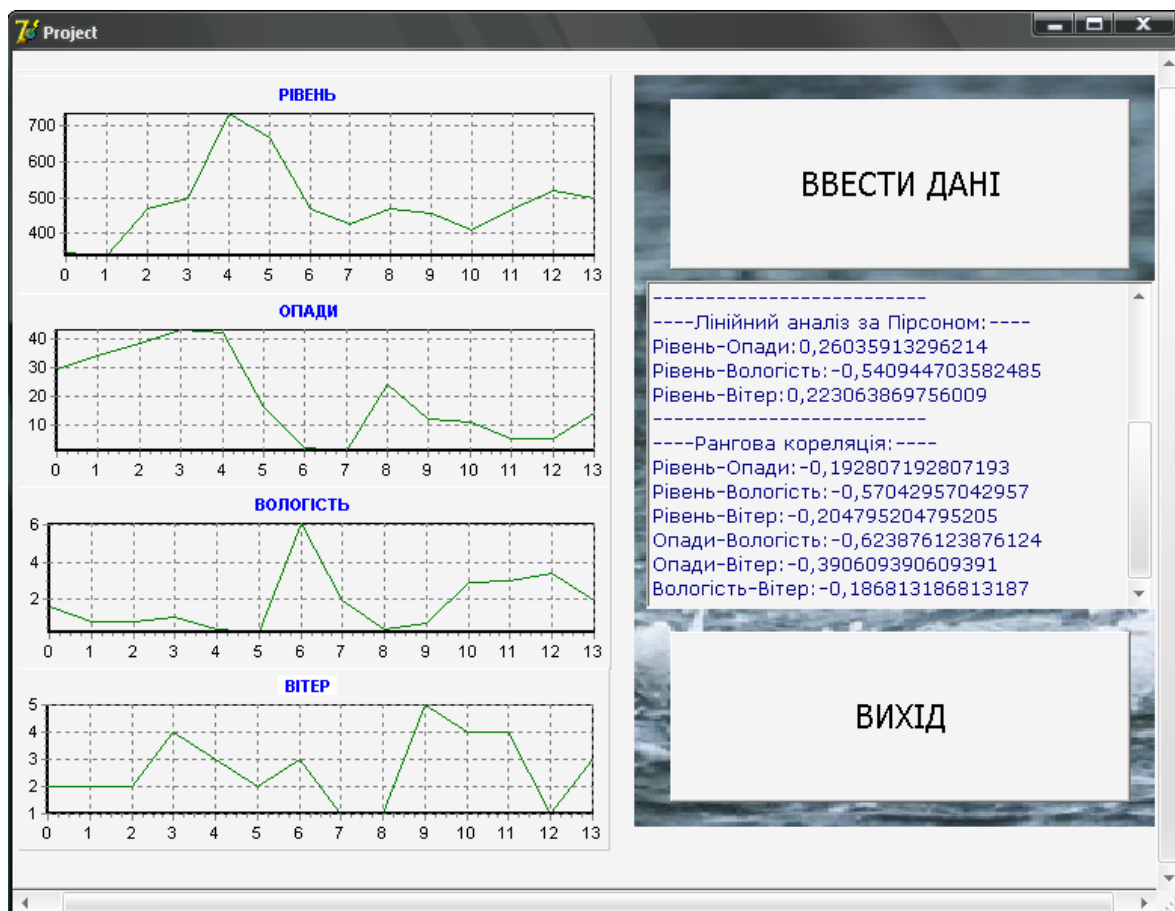 Project
РІВЕНЬ
700
600
500
400
0 1 2 3 4 5 6 7 8 9 10 11 12 13
ОПАДИ
40
30
20
10
0 1 2 3 4 5 6 7 8 9 10 11 12 13
ВОЛОГІСТЬ
6
4
2
0 1 2 3 4 5 6 7 8 9 10 11 12 13
ВІТЕР
5
4
3
2
1
0 1 2 3 4 5 6 7 8 9 10 11 12 13
ВВЕСТИ ДАНІ
--------------------------
----Лінійний аналіз за Пірсоном:----
Рівень-Опади:0,26035913296214
Рівень-Вологість:-0,540944703582485
Рівень-Вітер:0,223063869756009
--------------------------
----Рангова кореляція:----
Рівень-Опади:-0,192807192807193
Рівень-Вологість:-0,57042957042957
Рівень-Вітер:-0,204795204795205
Опади-Вологість:-0,623876123876124
Опади-Вітер:-0,390609390609391
Вологість-Вітер:-0,186813186813187
ВИХІД